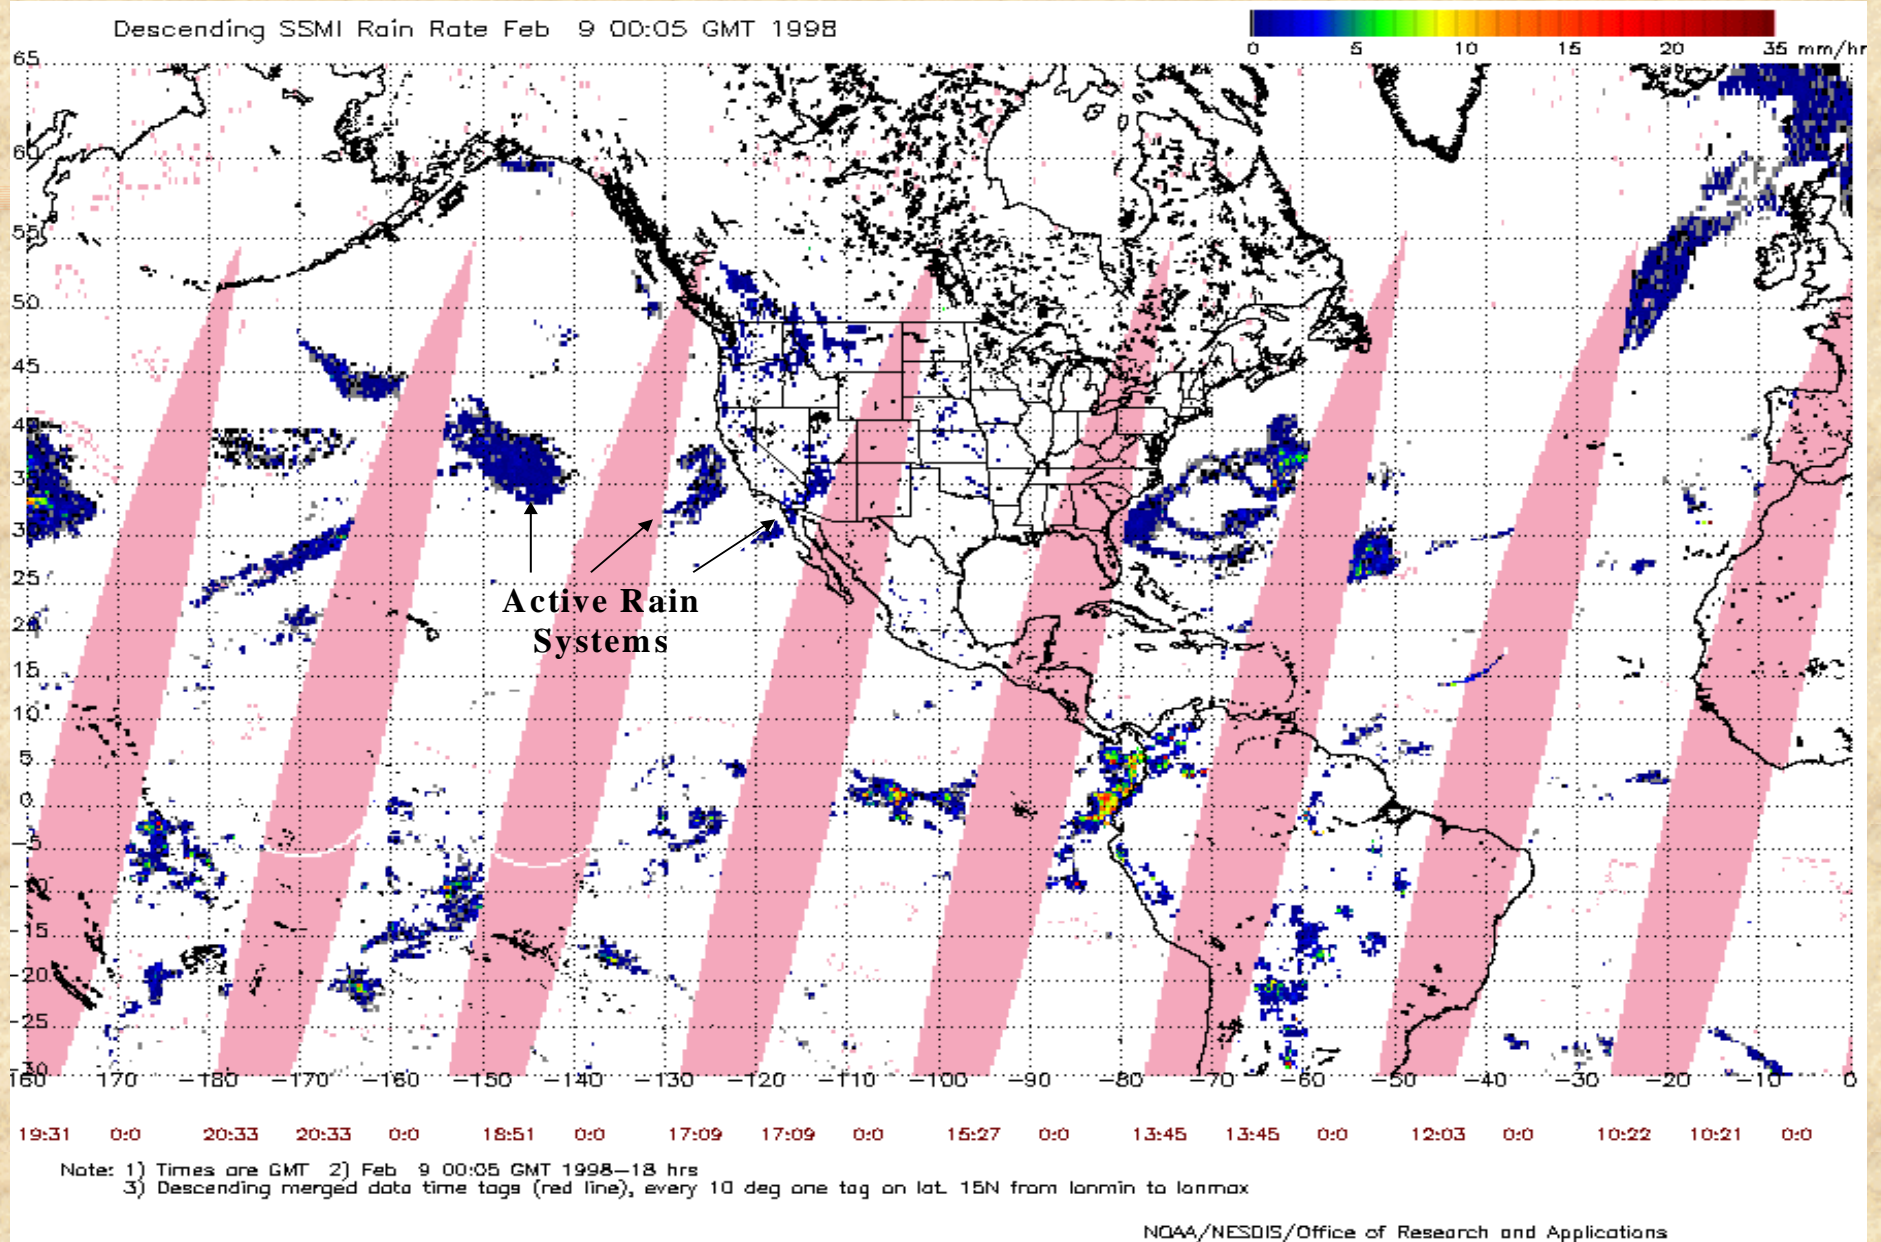 Descending SSMI Rain Rate Feb 9 00:05 GMT 1998
0 5 10 15 20 35 mm/hr
65
60
55
50
45
40
35
30
25
20
15
10
5
0
-5
-15
-20
-25
-30
Active Rain
Systems
160 170 -180 -170 -160 -150 -140 -130 -120 -110 -100 -90 -80 -70 -60 -50 -40 -30 -20 -10 0
19:31 0:0 20:33 20:33 0:0 18:51 0:0 17:09 17:09 0:0 15:27 0:0 13:45 13:45 0:0 12:03 0:0 10:22 10:21 0:0
Note: 1) Times are GMT 2) Feb 9 00:05 GMT 1998-18 hrs
3) Descending merged data time tags (red line), every 10 deg one tag on lat. 15N from lonmin to lonmax
NOAA/NESDIS/Office of Research and Applications